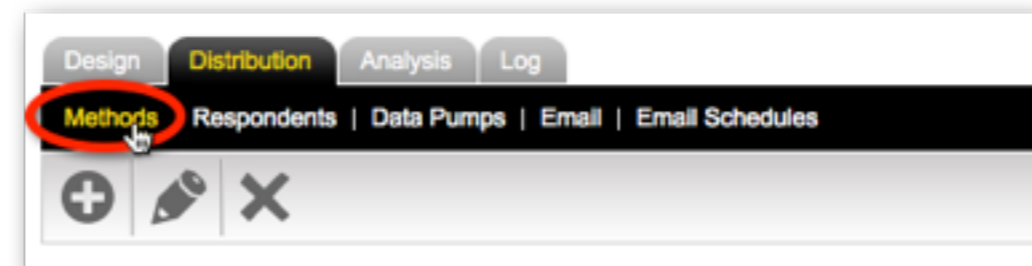 Design Distribution Analysis Log
Methods Respondents | Data Pumps | Email | Email Schedules